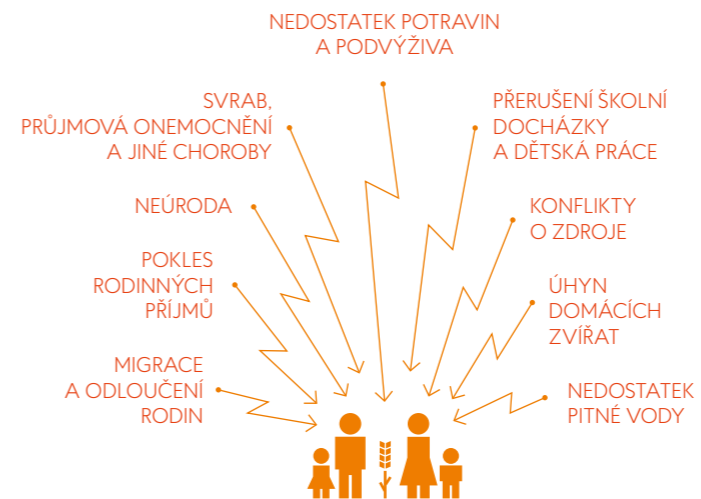 NEDOSTATEK POTRAVIN
A PODVÝŽIVA
SVRAB,
PRŮJMOVÁ ONEMOCNĚNÍ
A JINÉ CHOROBY
PŘERUŠENÍ ŠKOLNÍ
DOCHÁZKY
A DĚTSKÁ PRÁCE
NEÚRODA
KONFLIKTY
O ZDROJE
POKLES
RODINNÝCH
PŘÍJMŮ
ÚHYN
DOMÁCÍCH
ZVÍŘAT
MIGRACE
A ODLOUČENÍ
RODIN
NEDOSTATEK
PITNÉ VODY